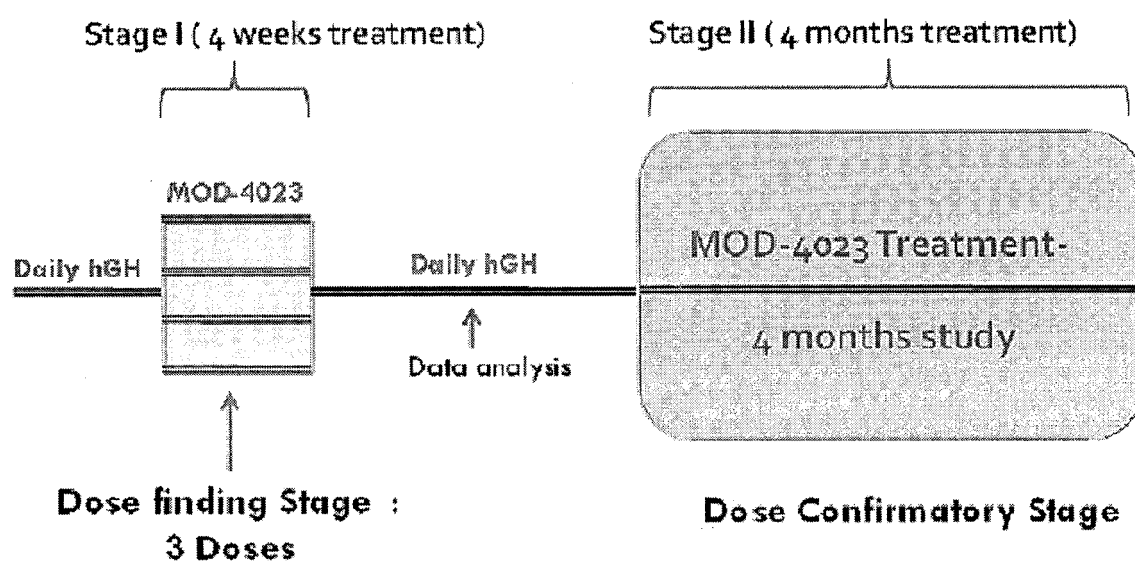 Stage I ( 4 weeks treatment)
Stage II ( 4 months treatment)
MOD-4023
Daily hGH
Daily hGH
Data analysis
MOD-4023 Treatment-
4 months study
Dose finding Stage :
3 Doses
Dose Confirmatory Stage